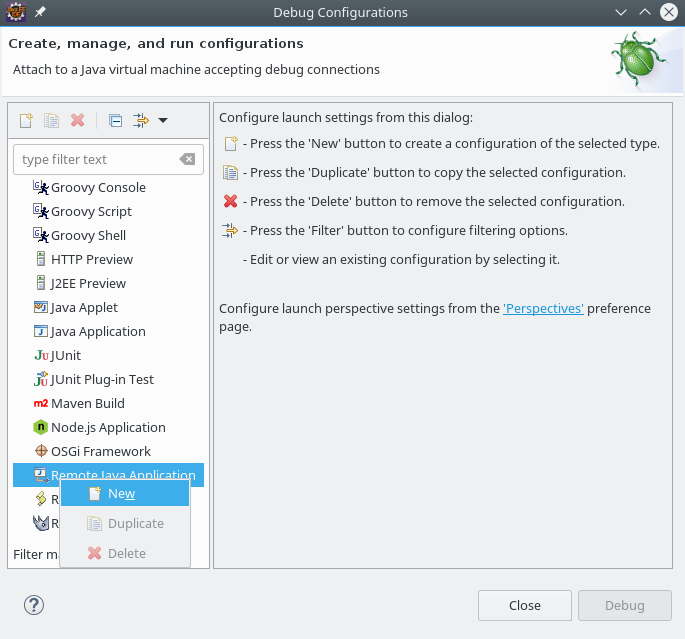 Debug Configurations
Create, manage, and run configurations
Attach to a Java virtual machine accepting debug connections
type filter text
Groovy Console
Groovy Script
Groovy Shell
HTTP Preview
J2EE Preview
Java Applet
Java Application
JUnit
JUnit Plug-in Test
Maven Build
Node.js Application
OSGi Framework
Remote Java Application
R
R
Filter ma
New
Duplicate
Delete
Configure launch settings from this dialog:
- Press the 'New' button to create a configuration of the selected type.
- Press the 'Duplicate' button to copy the selected configuration.
- Press the 'Delete' button to remove the selected configuration.
- Press the 'Filter' button to configure filtering options.
- Edit or view an existing configuration by selecting it.
Configure launch perspective settings from the 'Perspectives' preference
page.
Close
Debug